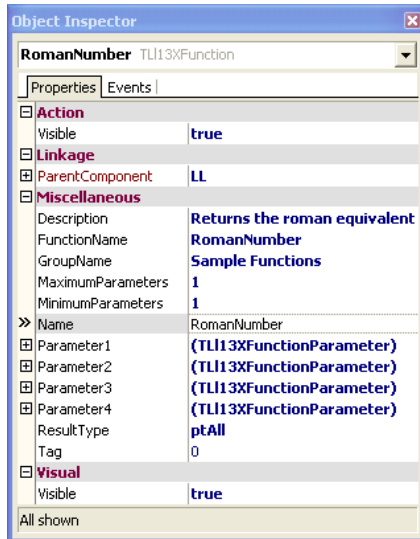 Object Inspector
RomanNumber TLl13XFunction
Properties Events
Action
Visible true
Linkage
ParentComponent LL
Miscellaneous
Description Returns the roman equivalent
FunctionName RomanNumber
GroupName Sample Functions
MaximumParameters 1
MinimumParameters 1
Name RomanNumber
Parameter1 (TLl13XFunctionParameter)
Parameter2 (TLl13XFunctionParameter)
Parameter3 (TLl13XFunctionParameter)
Parameter4 (TLl13XFunctionParameter)
ResultType ptAll
Tag 0
Visual
Visible true
All shown